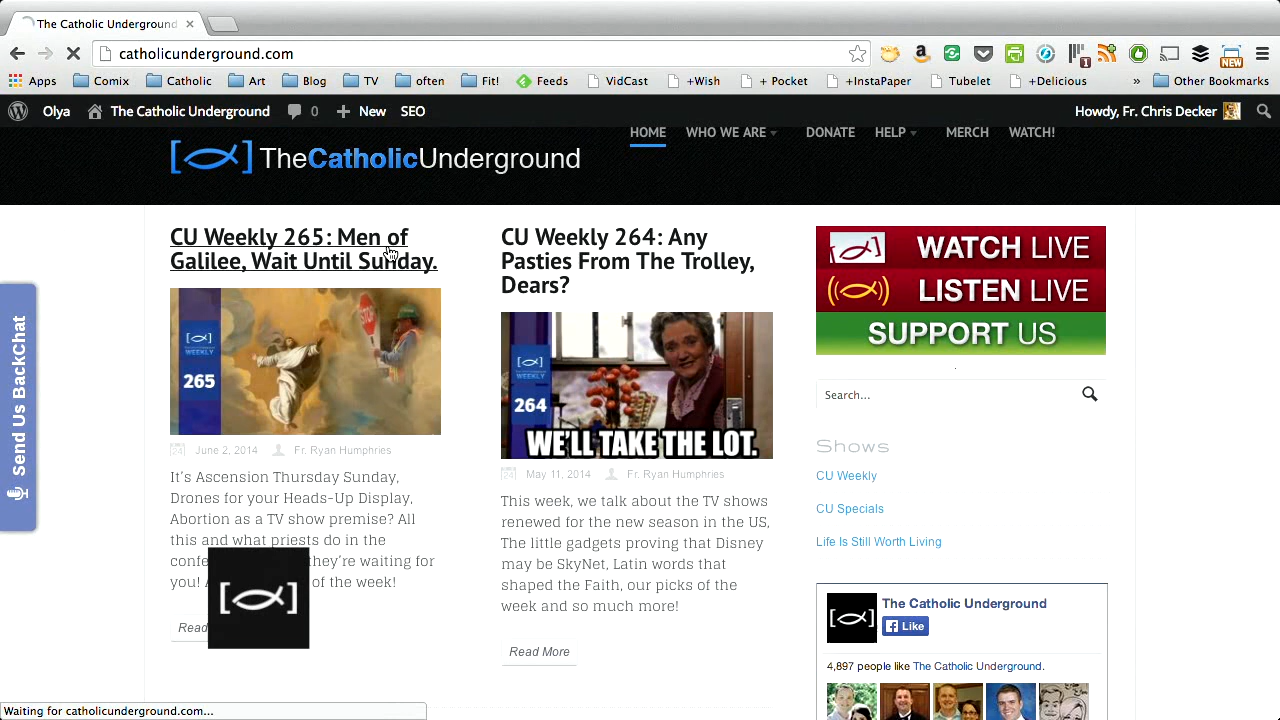 The Catholic Underground
catholicunderground.com
Apps Comix Catholic Art Blog TV often Fit! Feeds VidCast +Wish + Pocket +InstaPaper Tubelet +Delicious » Other Bookmarks
1
NEW
Olya The Catholic Underground 0 New SEO Howdy, Fr. Chris Decker
HOME WHO WE ARE DONATE HELP MERCH WATCH!
TheCatholicUnderground
CU Weekly 265: Men of
Galilee, Wait Until Sunday.
STOP
WEEKLY
265
June 2, 2014 Fr. Ryan Humphries
It's Ascension Thursday Sunday,
Drones for your Heads-Up Display,
Abortion as a TV show premise? All
this and what priests do in the
they're waiting for
you! of the week!
Read
CU Weekly 264: Any
Pasties From The Trolley,
Dears?
WEEKLY
264
WE'LL TAKE THE LOT.
May 11, 2014 Fr. Ryan Humphries
This week, we talk about the TV shows
renewed for the new season in the US,
The little gadgets proving that Disney
may be SkyNet, Latin words that
shaped the Faith, our picks of the
week and so much more!
Read More
WATCH LIVE
LISTEN LIVE
SUPPORT US
Search...
Shows
CU Weekly
CU Specials
Life Is Still Worth Living
The Catholic Underground
Like
4,897 people like The Catholic Underground.
Send Us BackChat
Waiting for catholicunderground.com...